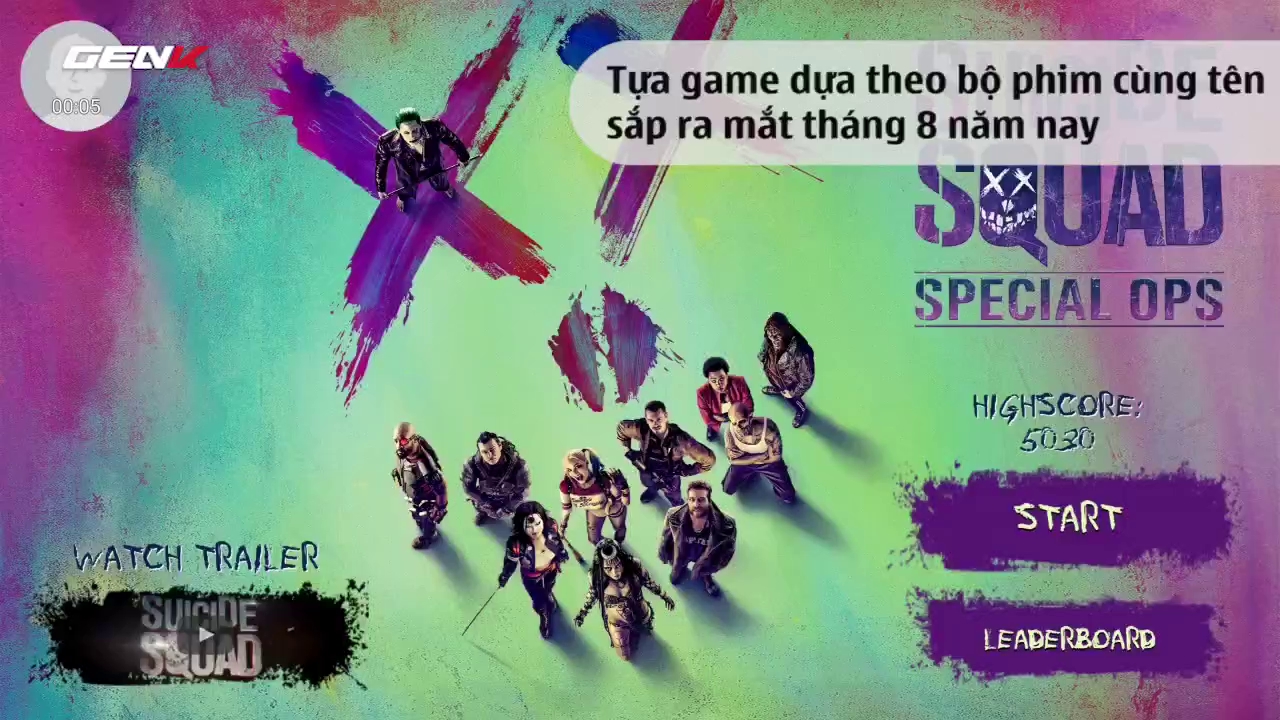 GENK
00:05
Tựa game dựa theo bộ phim cùng tên
sắp ra mắt tháng 8 năm nay
SUICIDE
SQUAD
SPECIAL OPS
HIGHSCORE:
5030
START
LEADERBOARD
WATCH TRAILER
SUICIDE
SQUAD